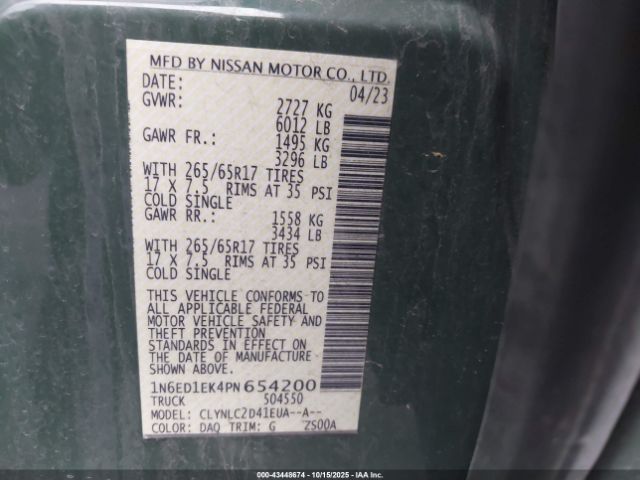 MFD BY NISSAN MOTOR CO., LTD.
DATE: 04/23
GVWR: 2727 KG
6012 LB
GAWR FR.: 1495 KG
3296 LB
WITH 265/65R17 TIRES
17 X 7.5 RIMS AT 35 PSI
COLD SINGLE
GAWR RR.: 1558 KG
3434 LB
WITH 265/65R17 TIRES
17 X 7.5 RIMS AT 35 PSI
COLD SINGLE
THIS VEHICLE CONFORMS TO
ALL APPLICABLE FEDERAL
MOTOR VEHICLE SAFETY AND
THEFT PREVENTION
STANDARDS IN EFFECT ON
THE DATE OF MANUFACTURE
SHOWN ABOVE.
1N6ED1EK4PN654200
TRUCK 504550
MODEL: CLYNLC2D41EUA--A--
COLOR: DAQ TRIM: G ZS00A
000-43448674 - 10/15/2025 - © IAA Inc.